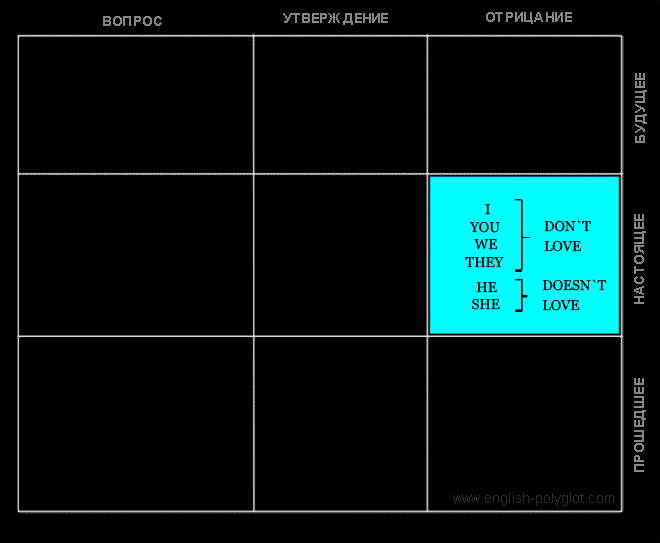 ВОПРОС
УТВЕРЖДЕНИЕ
ОТРИЦАНИЕ
БУДУЩЕЕ
НАСТОЯЩЕЕ
I
YOU
WE
THEY
DON`T
LOVE
HE
SHE
DOESN`T
LOVE
ПРОШЕДШЕЕ
www.english-polyglot.com